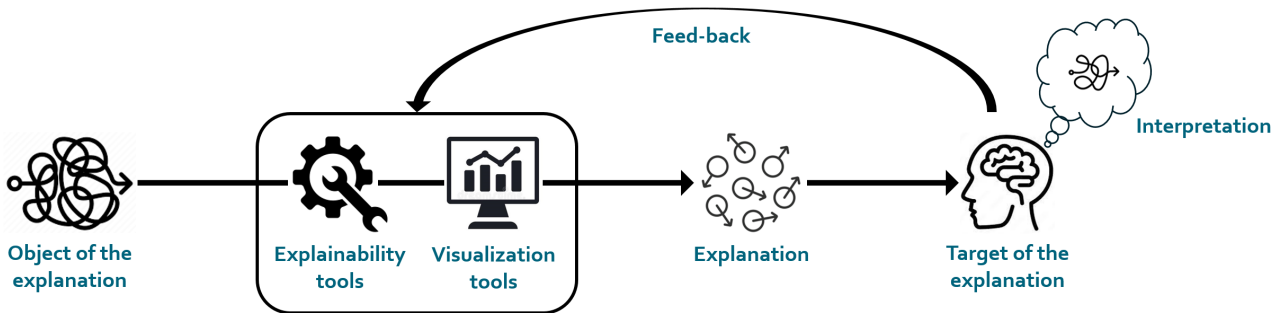 Feed-back
Interpretation
Object of the
explanation
Explainability
tools
Visualization
tools
Explanation
Target of the
explanation